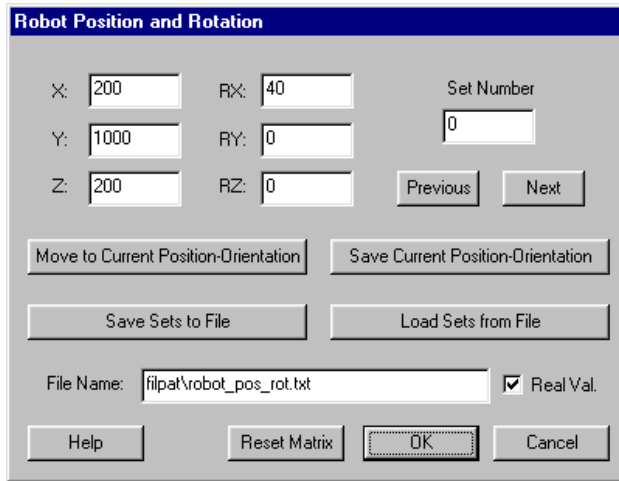 Robot Position and Rotation
X: 200 RX: 40 Set Number
Y: 1000 RY: 0 0
Z: 200 RZ: 0 Previous Next
Move to Current Position-Orientation Save Current Position-Orientation
Save Sets to File Load Sets from File
File Name: filpat\robot_pos_rot.txt Real Val.
Help Reset Matrix OK Cancel